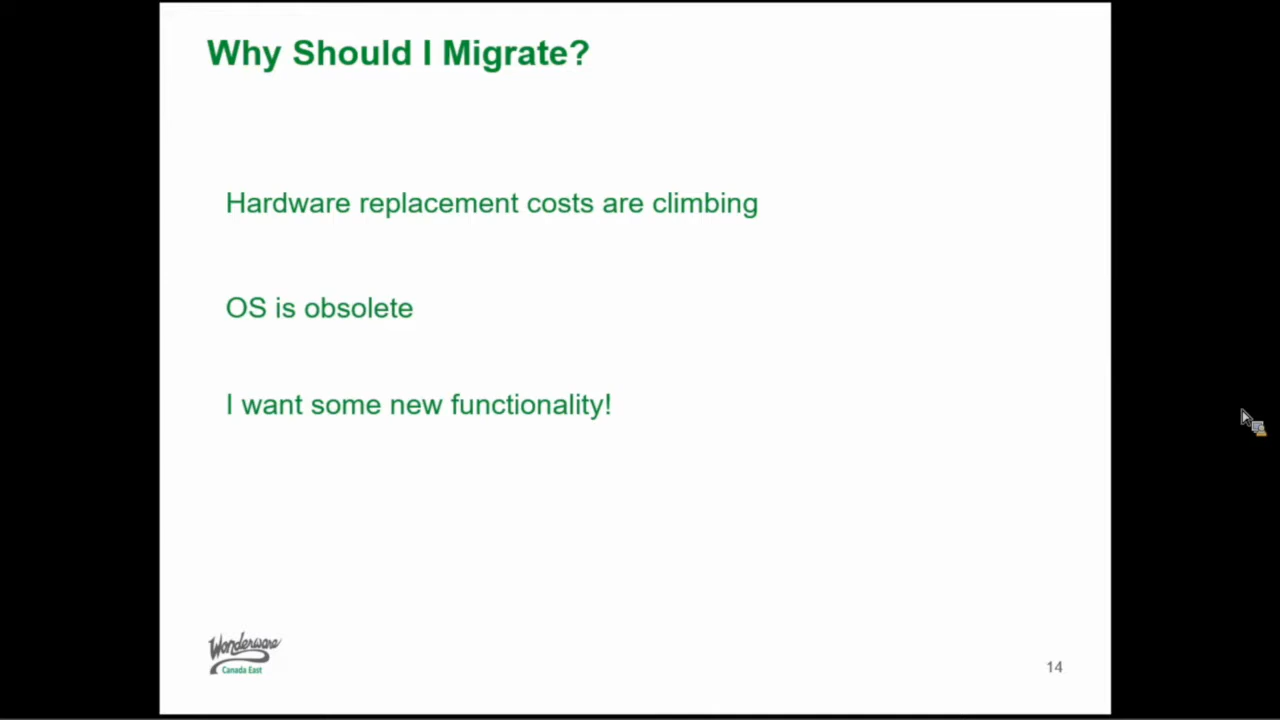 Why Should I Migrate?
Hardware replacement costs are climbing
OS is obsolete
I want some new functionality!
Wonderware
Canada East
14